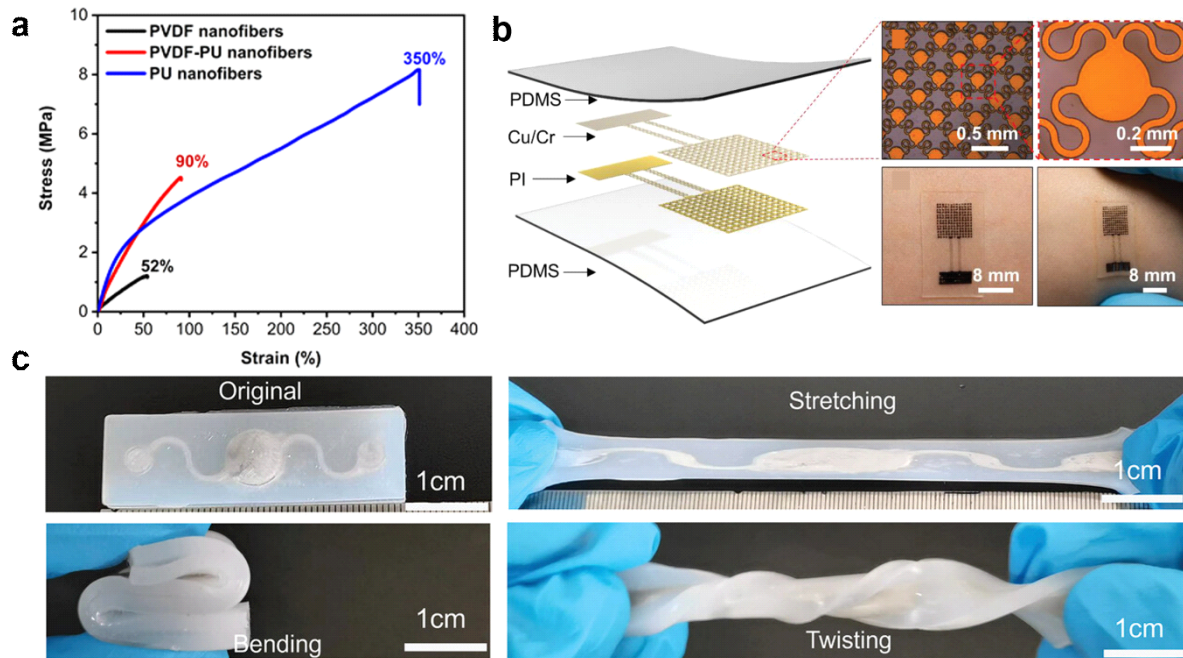 a
10
8
6
4
2
0
Stress (MPa)
PVDF nanofibers
PVDF-PU nanofibers
PU nanofibers
350%
90%
52%
0 50 100 150 200 250 300 350 400
Strain (%)
b
PDMS
Cu/Cr
PI
PDMS
0.5 mm
0.2 mm
8 mm
8 mm
c
Original
1cm
Stretching
1cm
Bending
1cm
Twisting
1cm